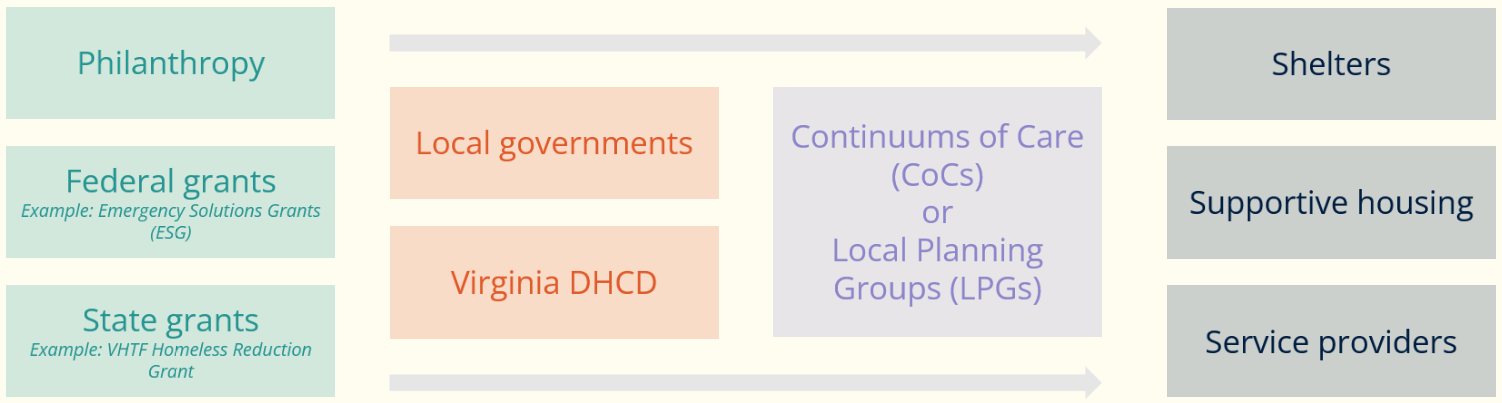 Philanthropy
Federal grants
Example: Emergency Solutions Grants
(ESG)
State grants
Example: VHTF Homeless Reduction
Grant
Local governments
Virginia DHCD
Continuums of Care
(CoCs)
or
Local Planning
Groups (LPGs)
Shelters
Supportive housing
Service providers